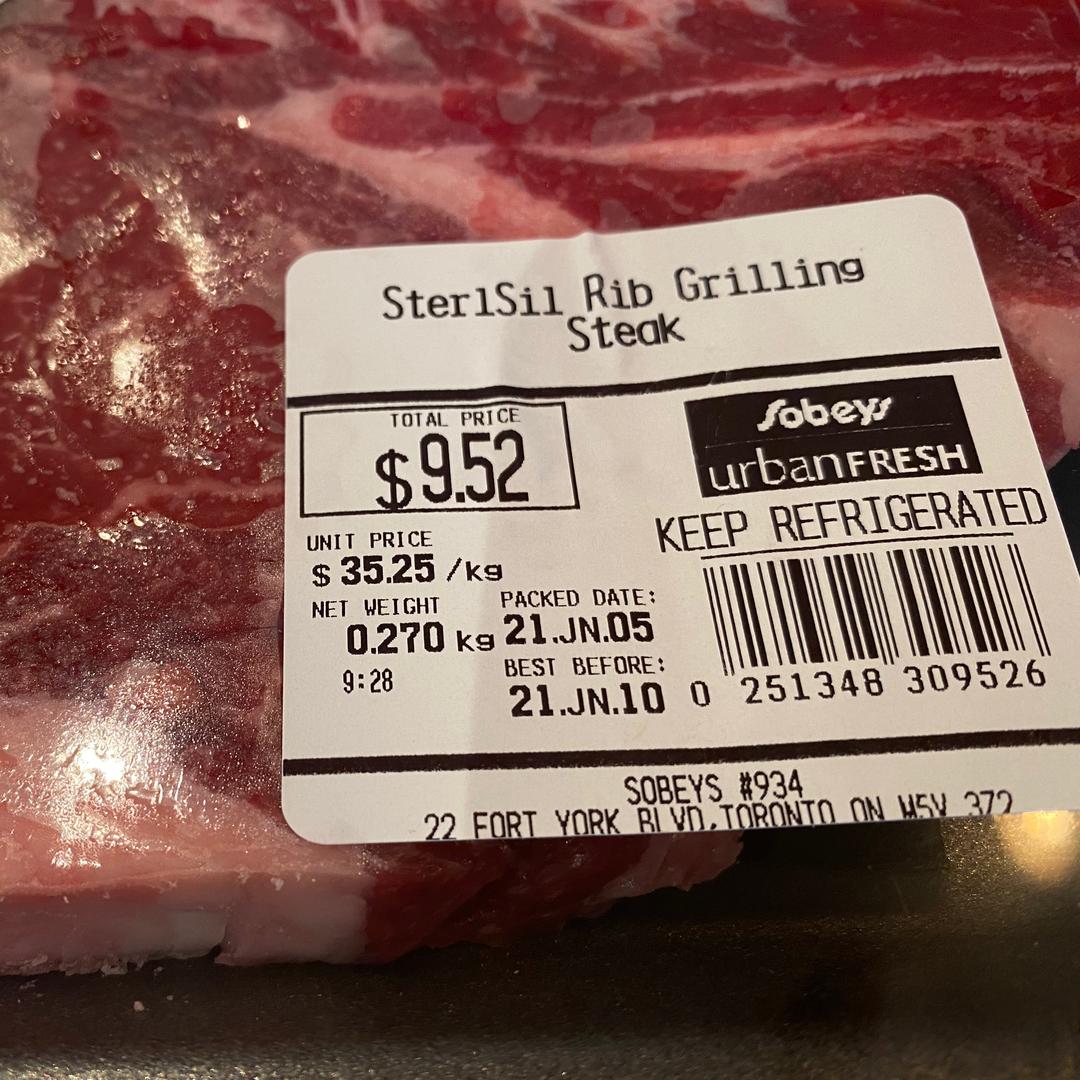 SterlSil Rib Grilling
Steak
TOTAL PRICE
$9.52
Sobeys
urbanFRESH
KEEP REFRIGERATED
UNIT PRICE
$ 35.25 /kg
NET WEIGHT
0.270 kg
9:28
PACKED DATE:
21.JN.05
BEST BEFORE:
21.JN.10
0 251348 309526
SOBEYS #934
22 FORT YORK BLVD,TORONTO ON M5V 3Z2